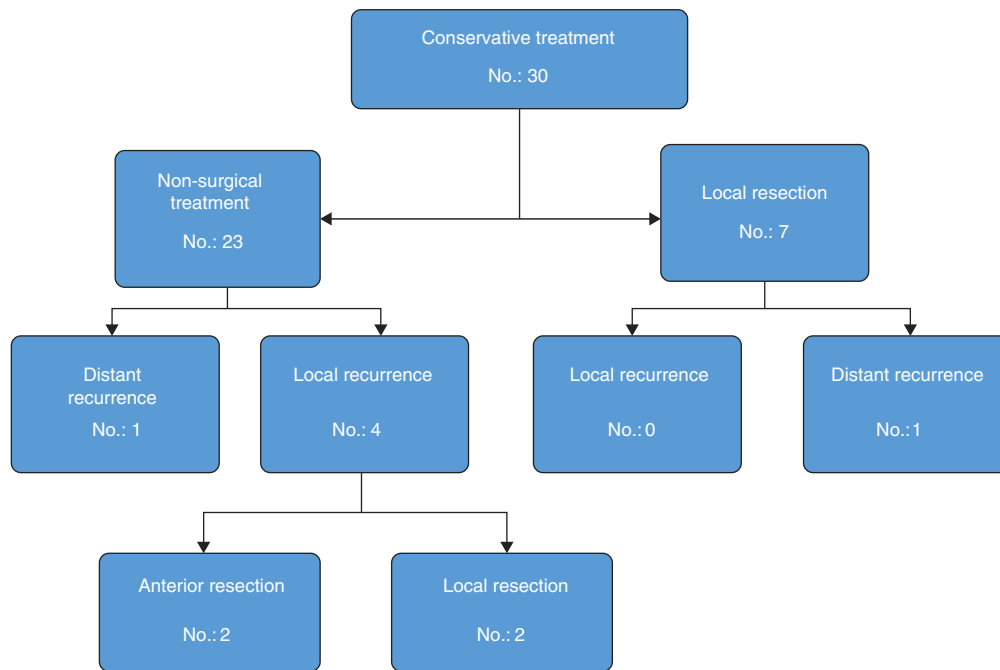 Conservative treatment
No.: 30
Non-surgical
treatment
No.: 23
Local resection
No.: 7
Distant
recurrence
No.: 1
Local recurrence
No.: 4
Local recurrence
No.: 0
Distant recurrence
No.: 1
Anterior resection
No.: 2
Local resection
No.: 2